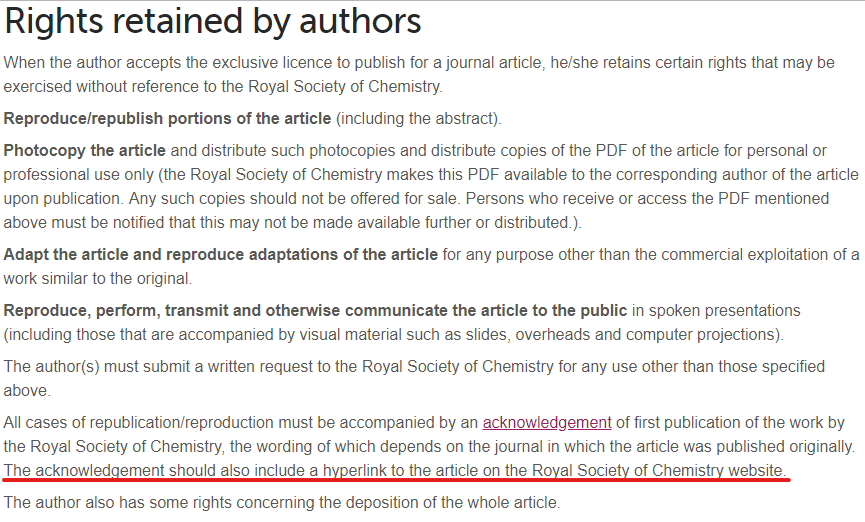 Rights retained by authors
When the author accepts the exclusive licence to publish for a journal article, he/she retains certain rights that may be
exercised without reference to the Royal Society of Chemistry.
Reproduce/republish portions of the article (including the abstract).
Photocopy the article and distribute such photocopies and distribute copies of the PDF of the article for personal or
professional use only (the Royal Society of Chemistry makes this PDF available to the corresponding author of the article
upon publication. Any such copies should not be offered for sale. Persons who receive or access the PDF mentioned
above must be notified that this may not be made available further or distributed.).
Adapt the article and reproduce adaptations of the article for any purpose other than the commercial exploitation of a
work similar to the original.
Reproduce, perform, transmit and otherwise communicate the article to the public in spoken presentations
(including those that are accompanied by visual material such as slides, overheads and computer projections).
The author(s) must submit a written request to the Royal Society of Chemistry for any use other than those specified
above.
All cases of republication/reproduction must be accompanied by an acknowledgement of first publication of the work by
the Royal Society of Chemistry, the wording of which depends on the journal in which the article was published originally.
The acknowledgement should also include a hyperlink to the article on the Royal Society of Chemistry website.
The author also has some rights concerning the deposition of the whole article.